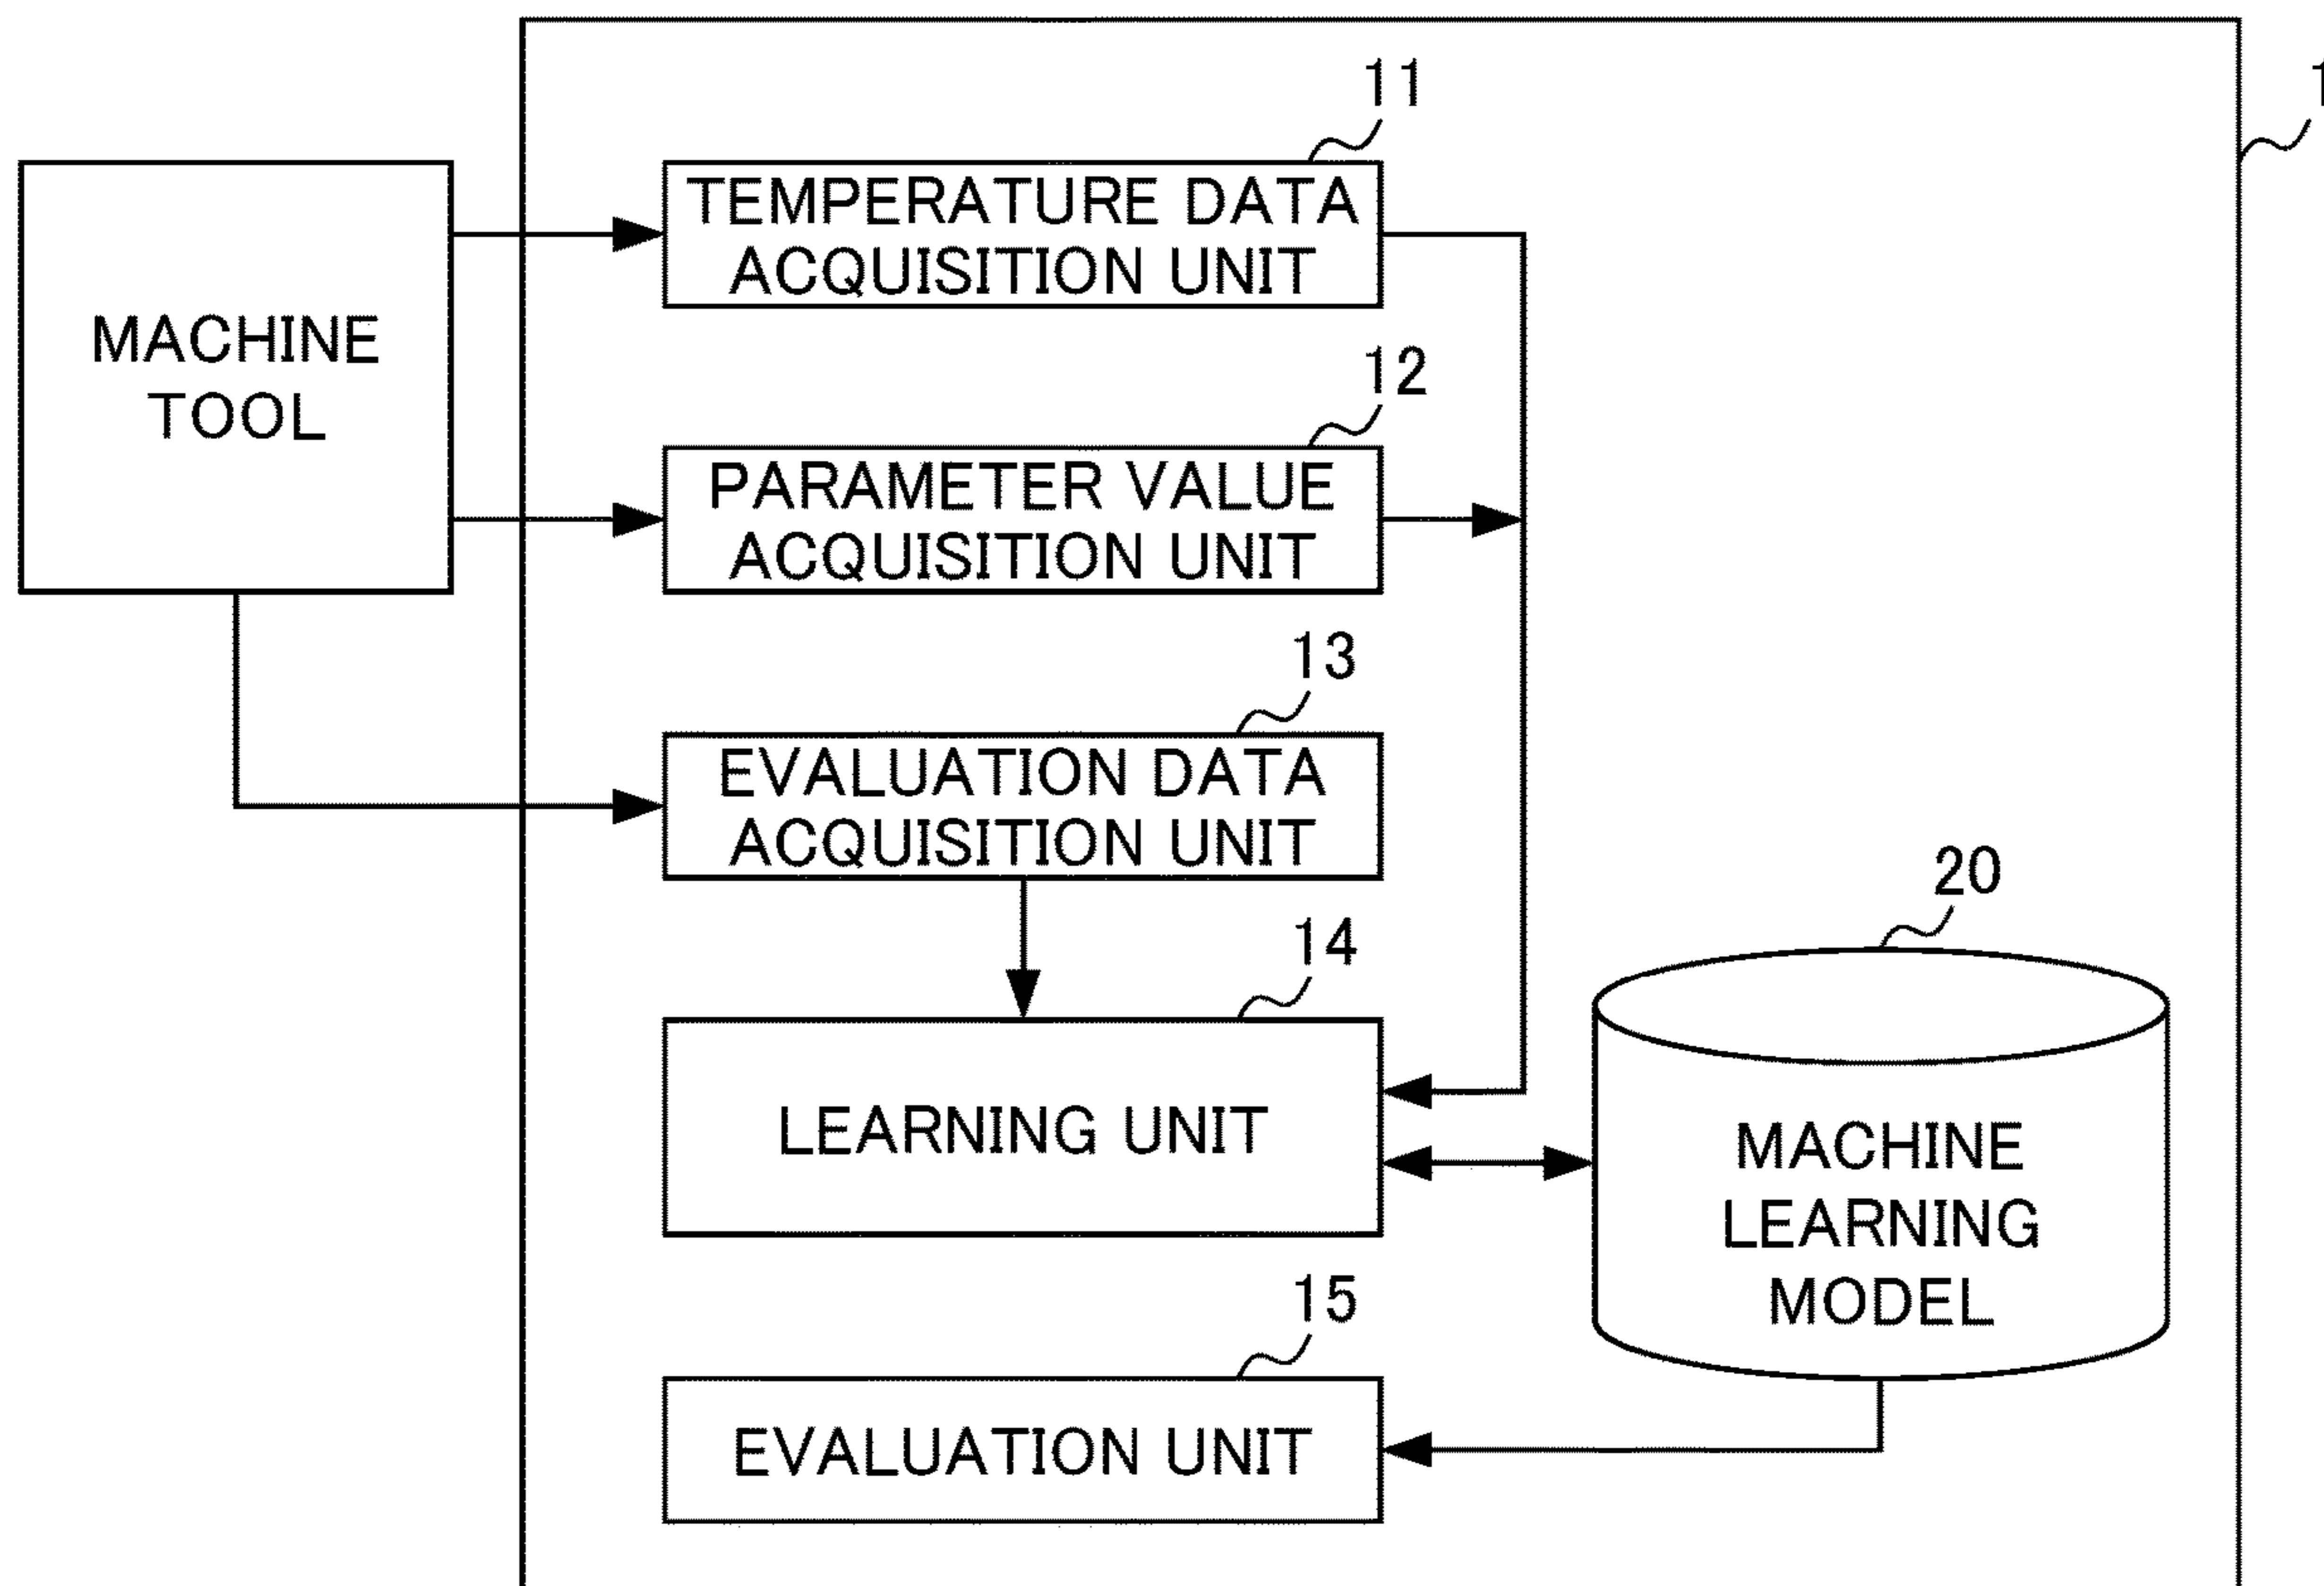 11
1
TEMPERATURE DATA
ACQUISITION UNIT
MACHINE
TOOL
12
PARAMETER VALUE
ACQUISITION UNIT
13
EVALUATION DATA
ACQUISITION UNIT
20
14
LEARNING UNIT
MACHINE
LEARNING
MODEL
15
EVALUATION UNIT